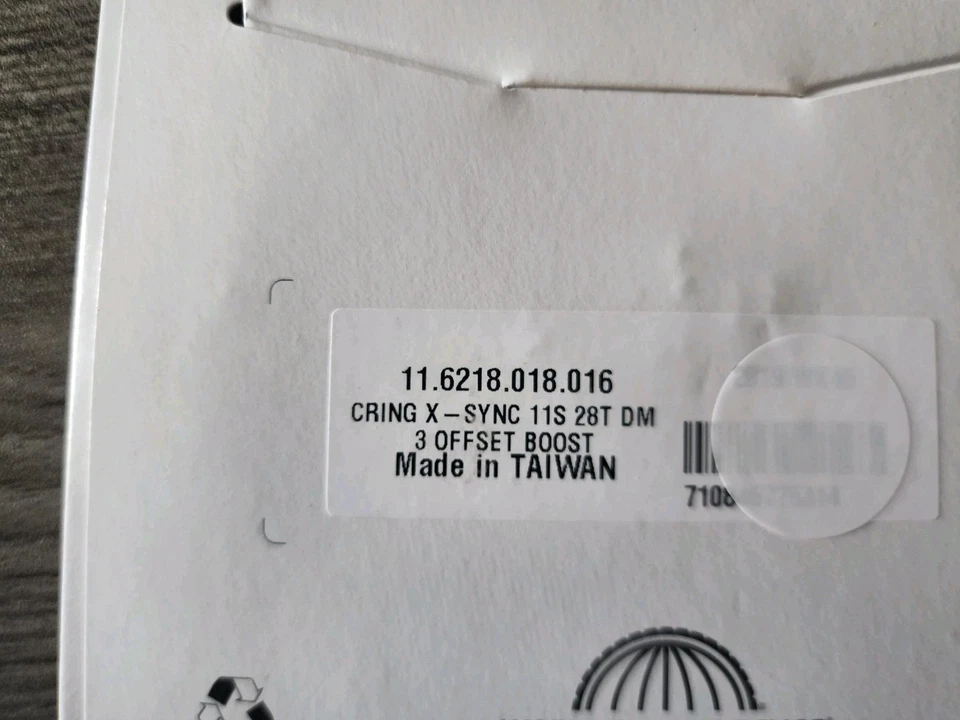 11.6218.018.016
CRING X-SYNC 11S 28T DM
3 OFFSET BOOST
Made in TAIWAN